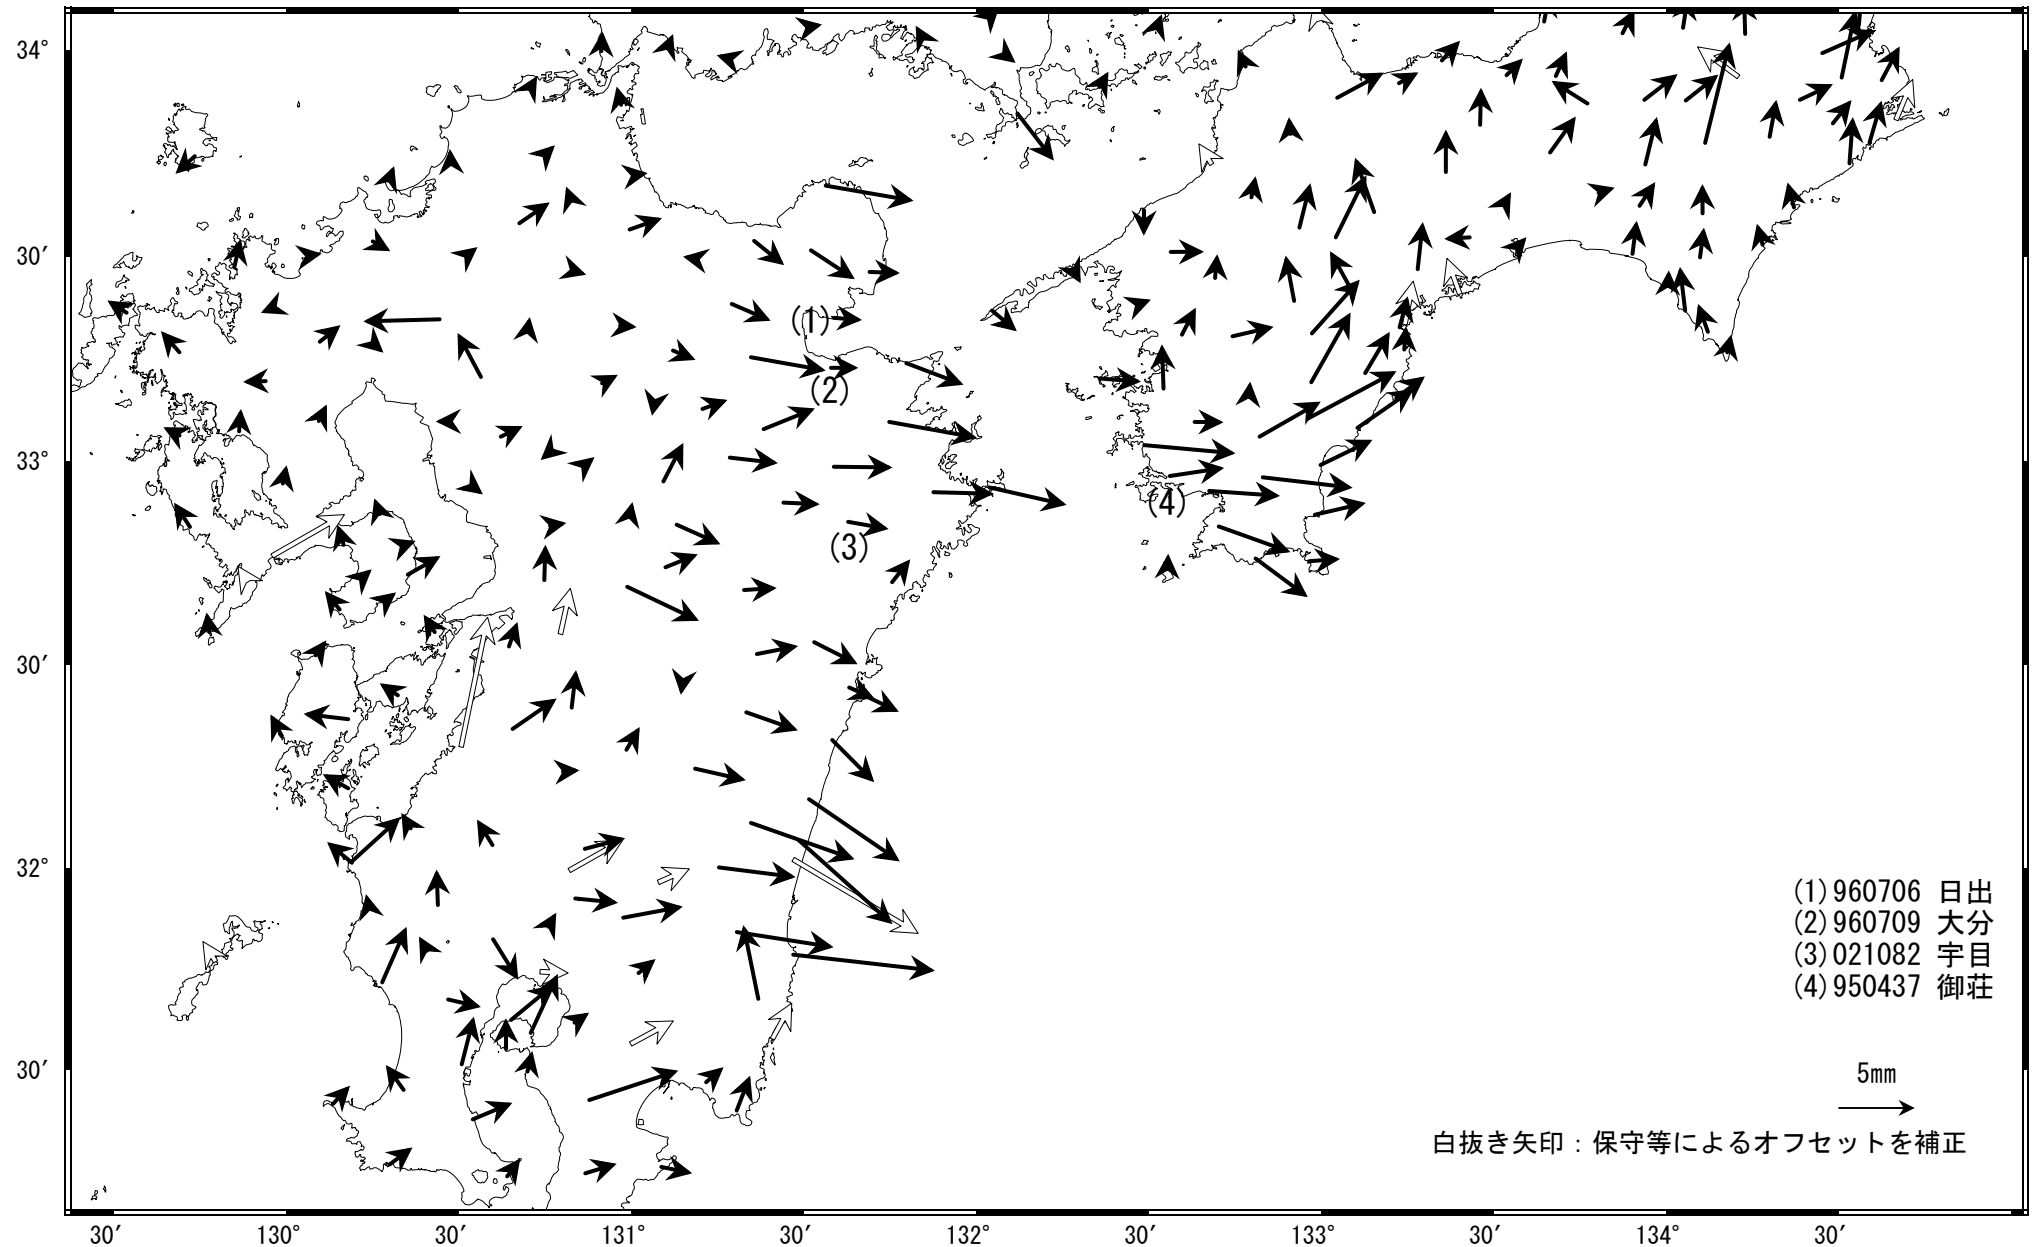 34°
30′
33°
30′
32°
30′
(1)
(2)
(3)
(4)
(1)960706 日出
(2)960709 大分
(3)021082 宇目
(4)950437 御荘
5mm
白抜き矢印：保守等によるオフセットを補正
30′ 130° 30′ 131° 30′ 132° 30′ 133° 30′ 134° 30′